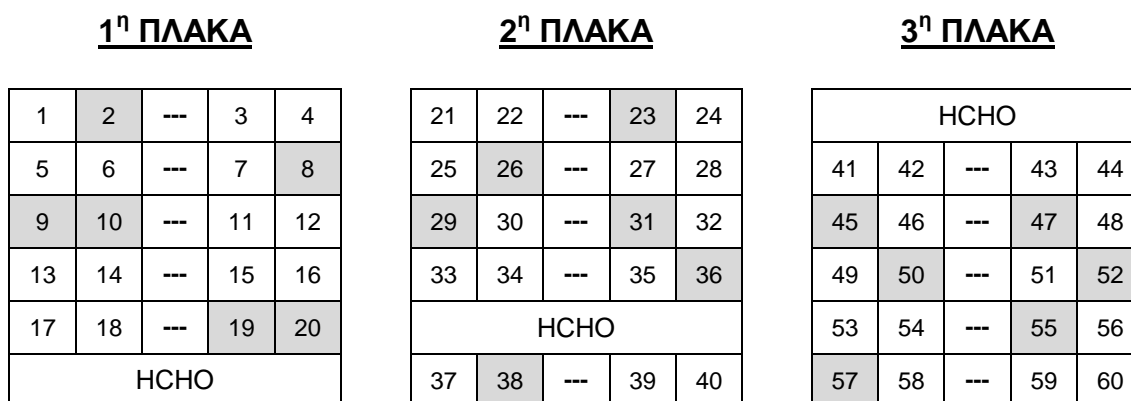 1η ΠΛΑΚΑ 2η ΠΛΑΚΑ 3η ΠΛΑΚΑ
1 2 --- 3 4 21 22 --- 23 24 HCHO
5 6 --- 7 8 25 26 --- 27 28 41 42 --- 43 44
9 10 --- 11 12 29 30 --- 31 32 45 46 --- 47 48
13 14 --- 15 16 33 34 --- 35 36 49 50 --- 51 52
17 18 --- 19 20 HCHO 53 54 --- 55 56
HCHO 37 38 --- 39 40 57 58 --- 59 60